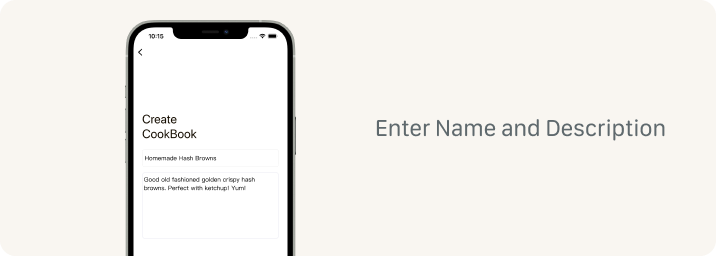 10:15
Create
CookBook
Homemade Hash Browns
Good old fashioned golden crispy hash
browns. Perfect with ketchup! Yum!
Enter Name and Description